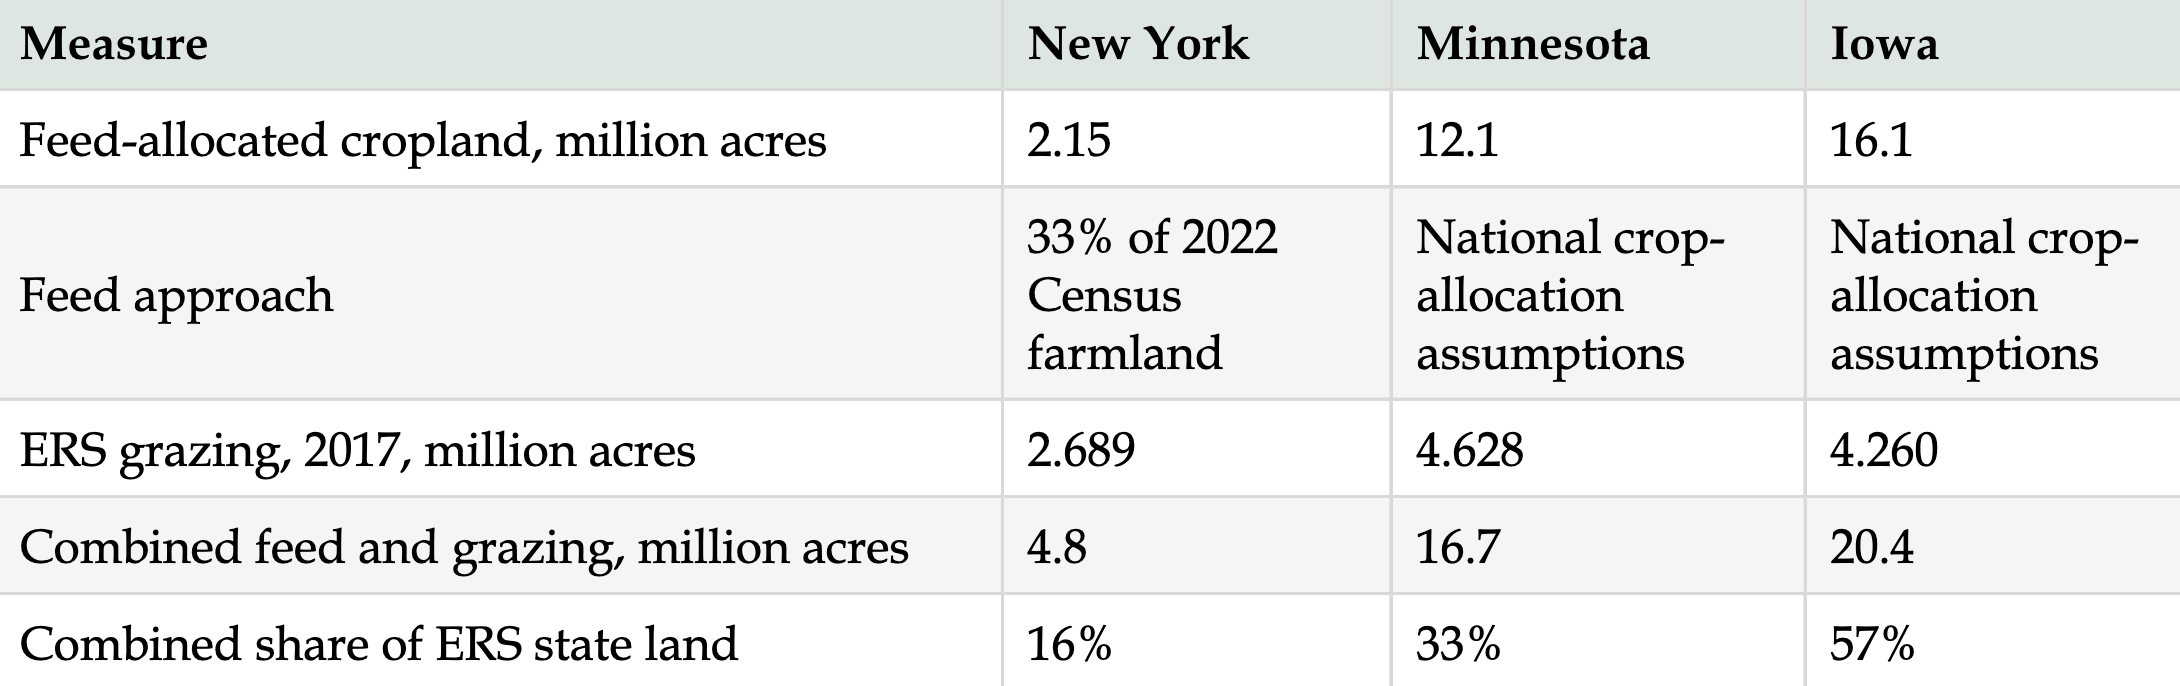 Measure New York Minnesota Iowa
Feed-allocated cropland, million acres 2.15 12.1 16.1
Feed approach
33% of 2022
Census
farmland
National crop-
allocation
assumptions
National crop-
allocation
assumptions
ERS grazing, 2017, million acres 2.689 4.628 4.260
Combined feed and grazing, million acres 4.8 16.7 20.4
Combined share of ERS state land 16% 33% 57%